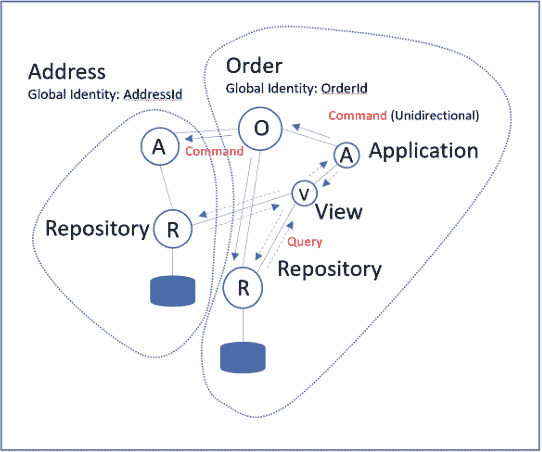 Address
Global Identity: AddressId
Order
Global Identity: OrderId
Command (Unidirectional)
A
O
Command
A
Application
V
View
Repository
R
Query
R
Repository